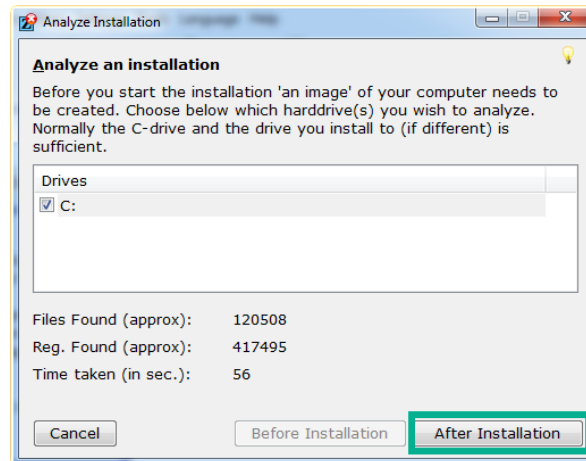 Analyze Installation
Language Help
Analyze an installation
Before you start the installation 'an image' of your computer needs to
be created. Choose below which harddrive(s) you wish to analyze.
Normally the C-drive and the drive you install to (if different) is
sufficient.
Drives
C:
Files Found (approx): 120508
Reg. Found (approx): 417495
Time taken (in sec.): 56
Cancel Before Installation After Installation